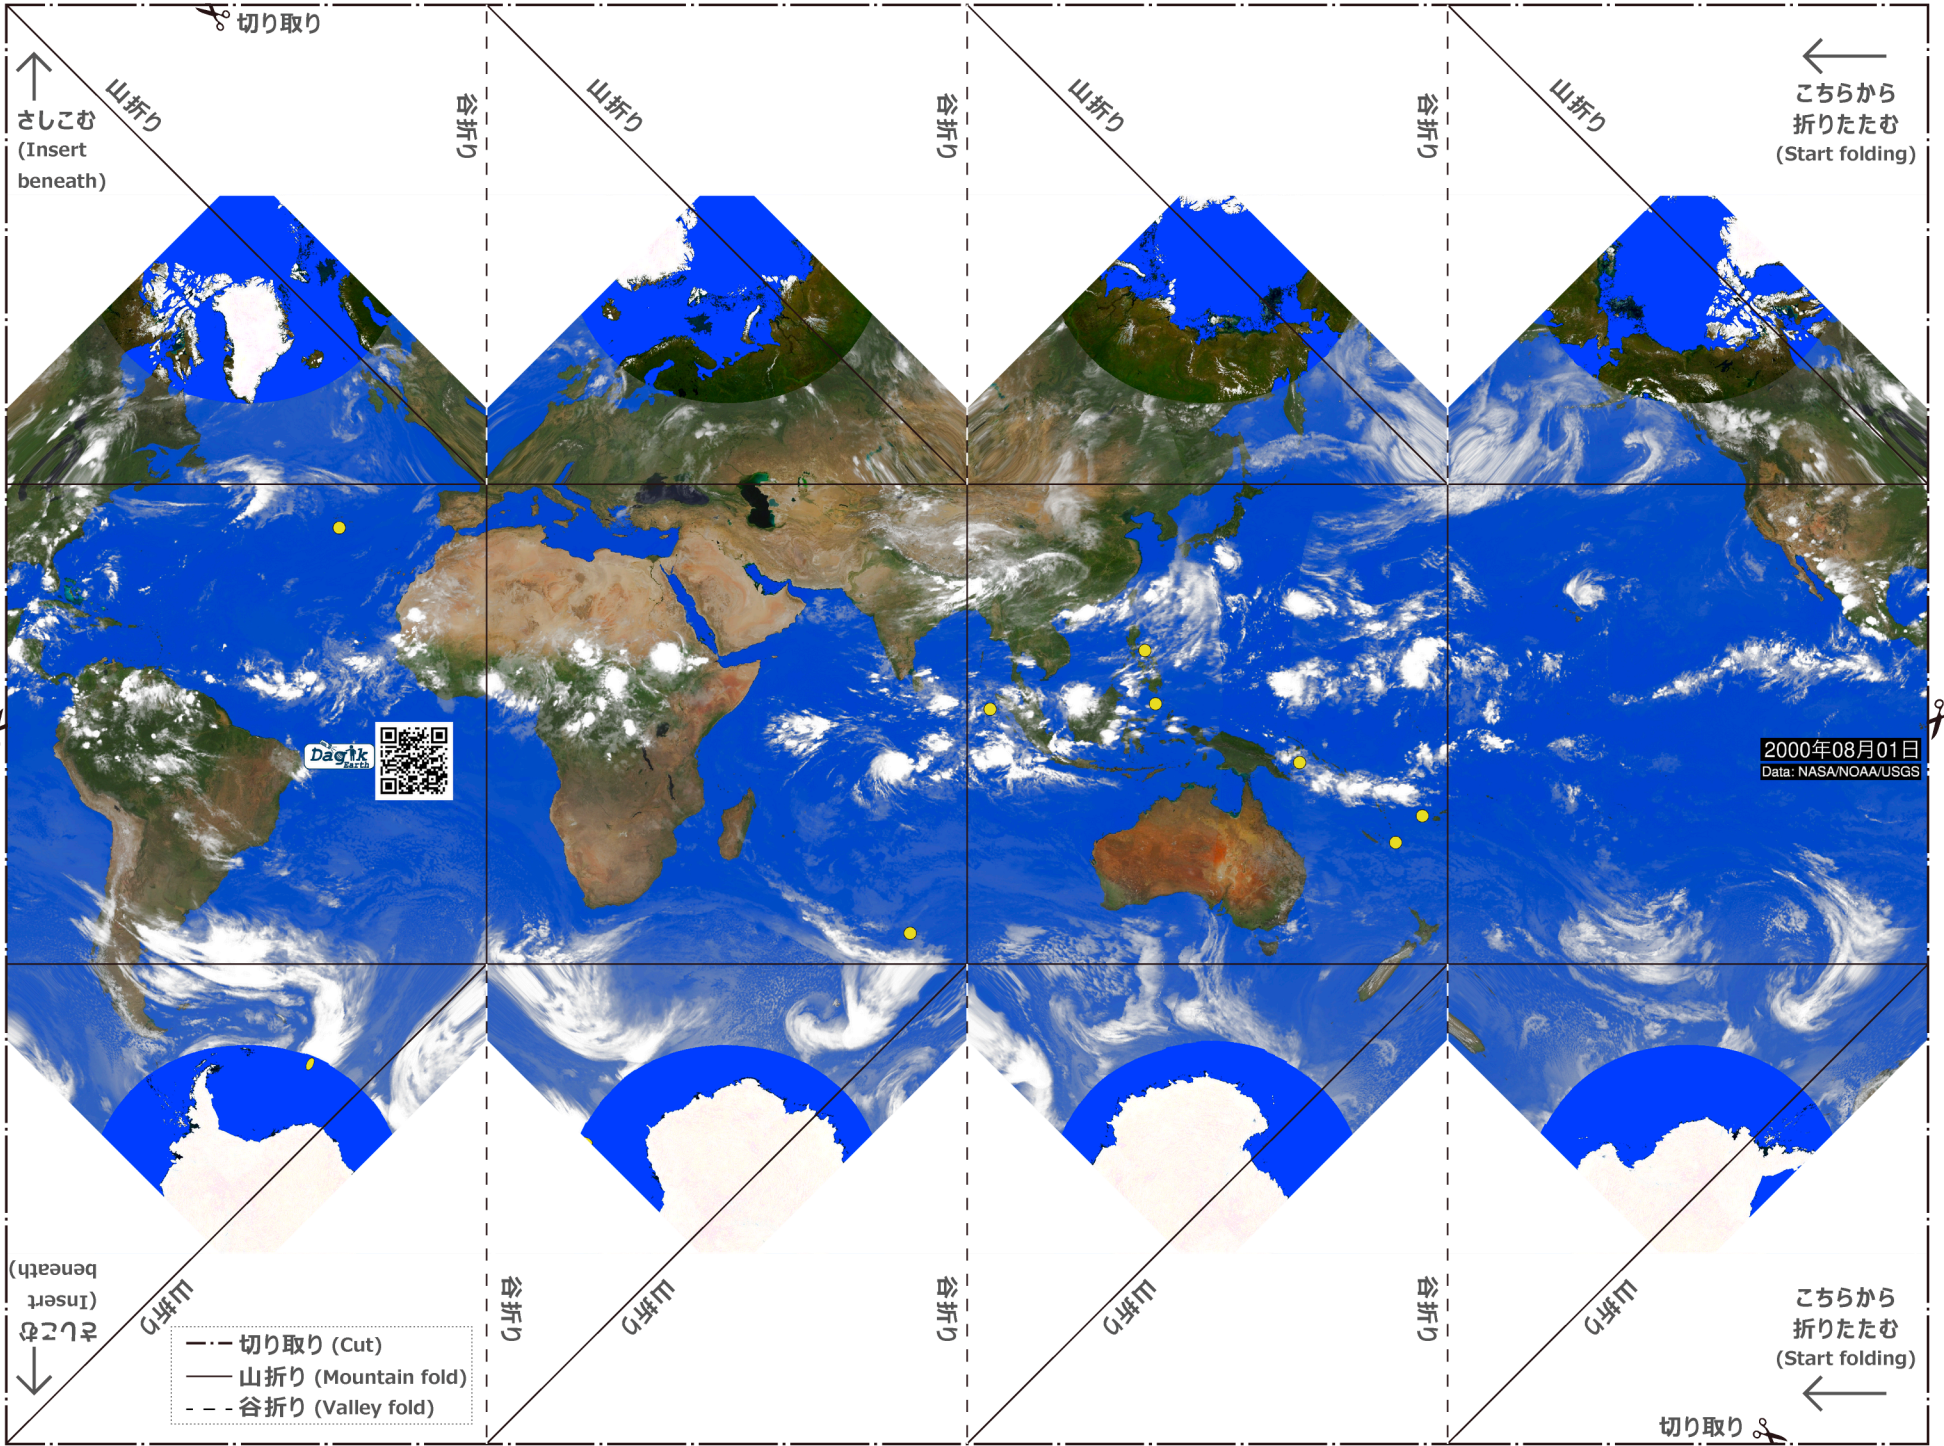 切り取り
山折り
谷折り
山折り
谷折り
山折り
谷折り
山折り
さしこむ
(Insert
beneath)
こちらから
折りたたむ
(Start folding)
Dagik
Earth
2000年08月01日
Data: NASA/NOAA/USGS
さしこむ
(Insert
beneath)
山折り
谷折り
山折り
谷折り
山折り
谷折り
山折り
こちらから
折りたたむ
(Start folding)
切り取り (Cut)
山折り (Mountain fold)
谷折り (Valley fold)
切り取り